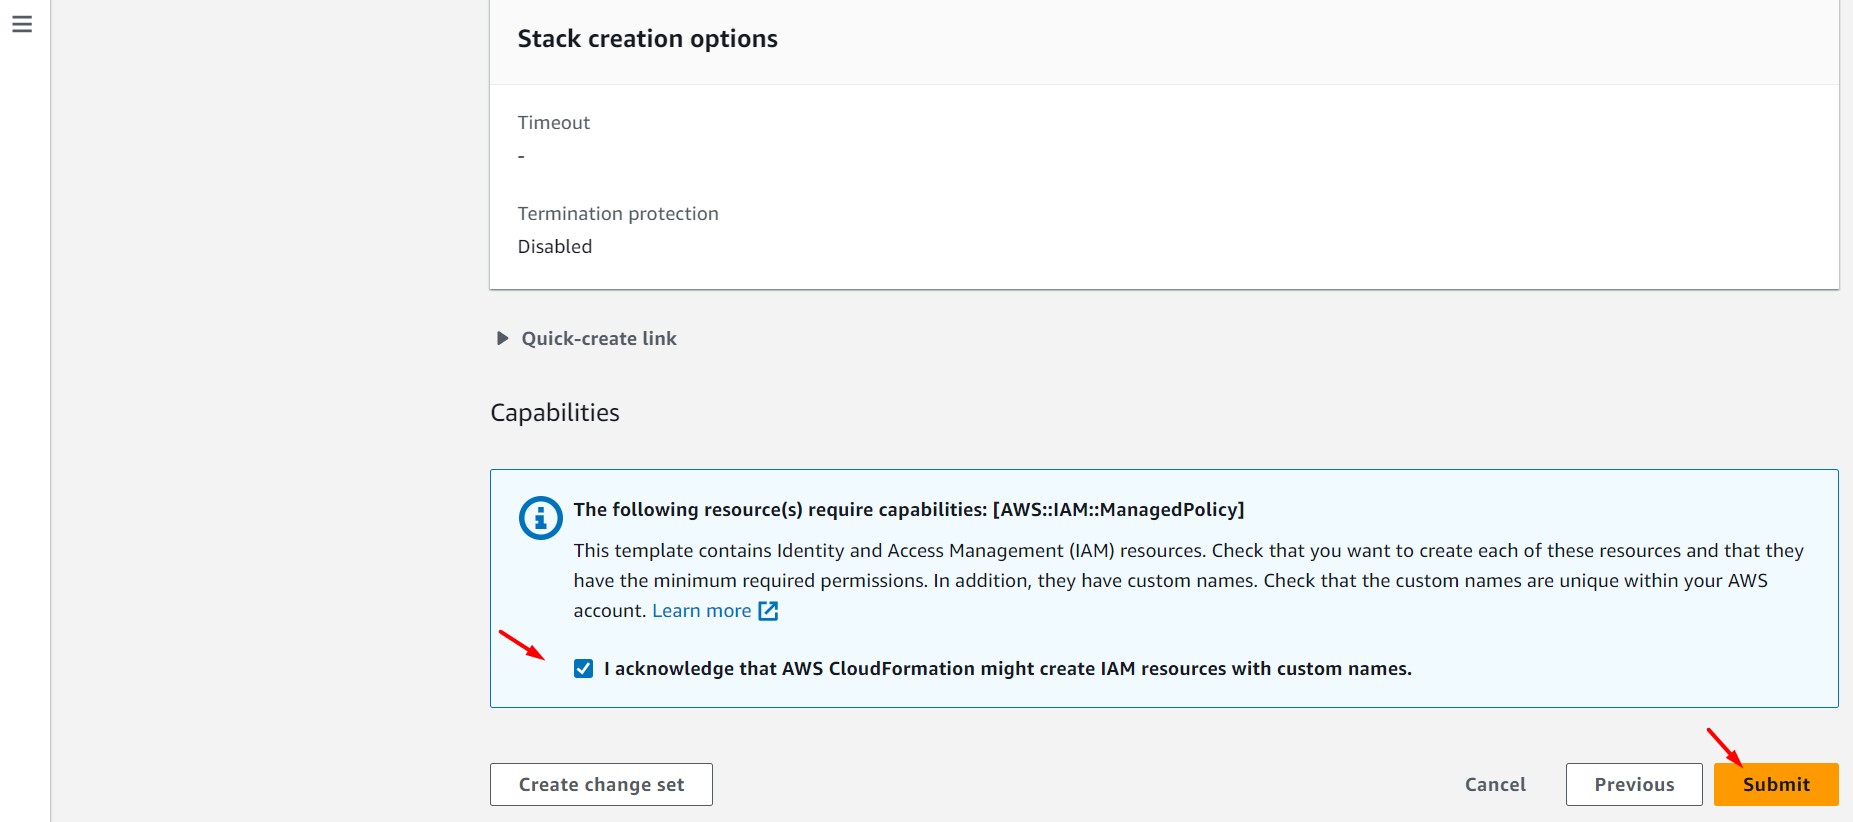 Stack creation options
Timeout
-
Termination protection
Disabled
Quick-create link
Capabilities
The following resource(s) require capabilities: [AWS::IAM::ManagedPolicy]
This template contains Identity and Access Management (IAM) resources. Check that you want to create each of these resources and that they
have the minimum required permissions. In addition, they have custom names. Check that the custom names are unique within your AWS
account. Learn more
I acknowledge that AWS CloudFormation might create IAM resources with custom names.
Create change set
Cancel
Previous
Submit